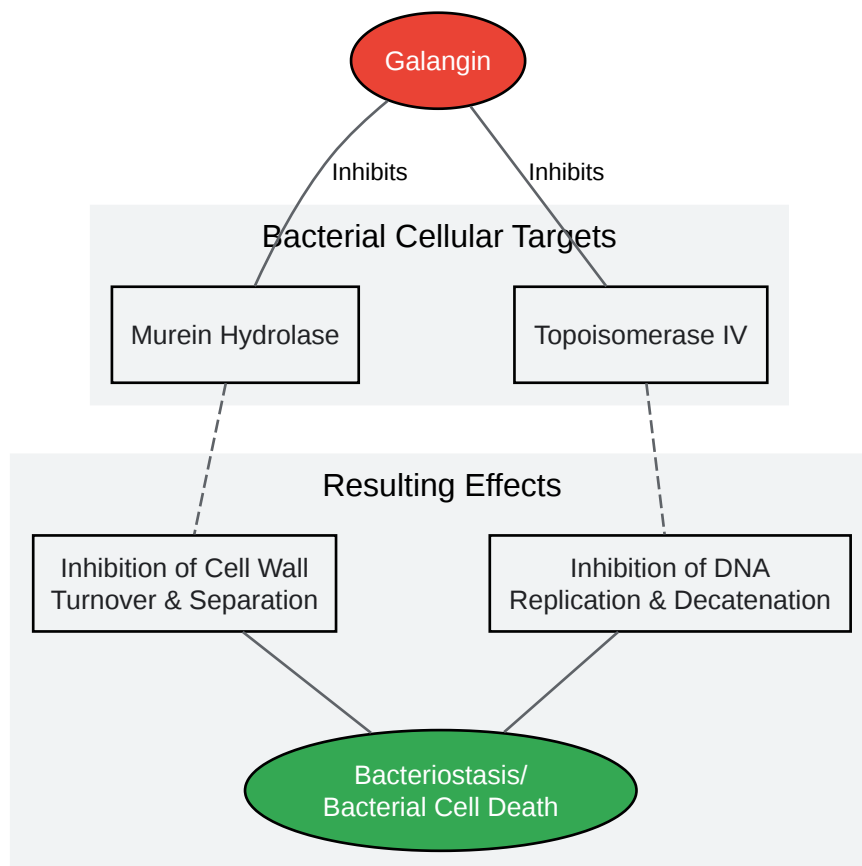 Galangin
Inhibits
Inhibits
Bacterial Cellular Targets
Murein Hydrolase
Topoisomerase IV
Resulting Effects
Inhibition of Cell Wall
Turnover & Separation
Inhibition of DNA
Replication & Decatenation
Bacteriostasis/
Bacterial Cell Death